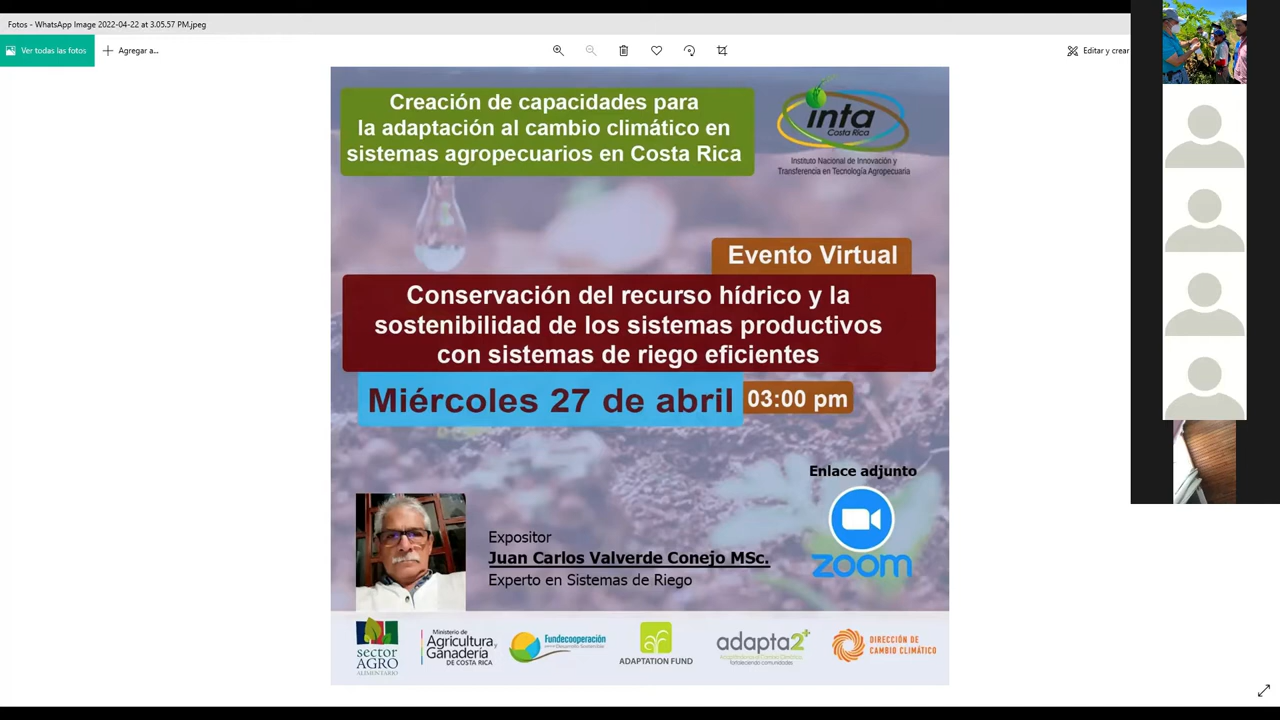 Fotos - WhatsApp Image 2022-04-22 at 3.05.57 PM.jpeg
Ver todas las fotos
Agregar a...
Editar y crear
Creación de capacidades para
la adaptación al cambio climático en
sistemas agropecuarios en Costa Rica
inta
Costa Rica
Instituto Nacional de Innovación y
Transferencia en Tecnología Agropecuaria
Evento Virtual
Conservación del recurso hídrico y la
sostenibilidad de los sistemas productivos
con sistemas de riego eficientes
Miércoles 27 de abril
03:00 pm
Enlace adjunto
zoom
Expositor
Juan Carlos Valverde Conejo MSc.
Experto en Sistemas de Riego
sector
AGRO
ALIMENTARIO
Ministerio de
Agricultura y
Ganadería
DE COSTA RICA
Fundecooperación
ADAPTATION FUND
adapta2+
fortaleciendo comunidades
DIRECCIÓN DE
CAMBIO CLIMÁTICO